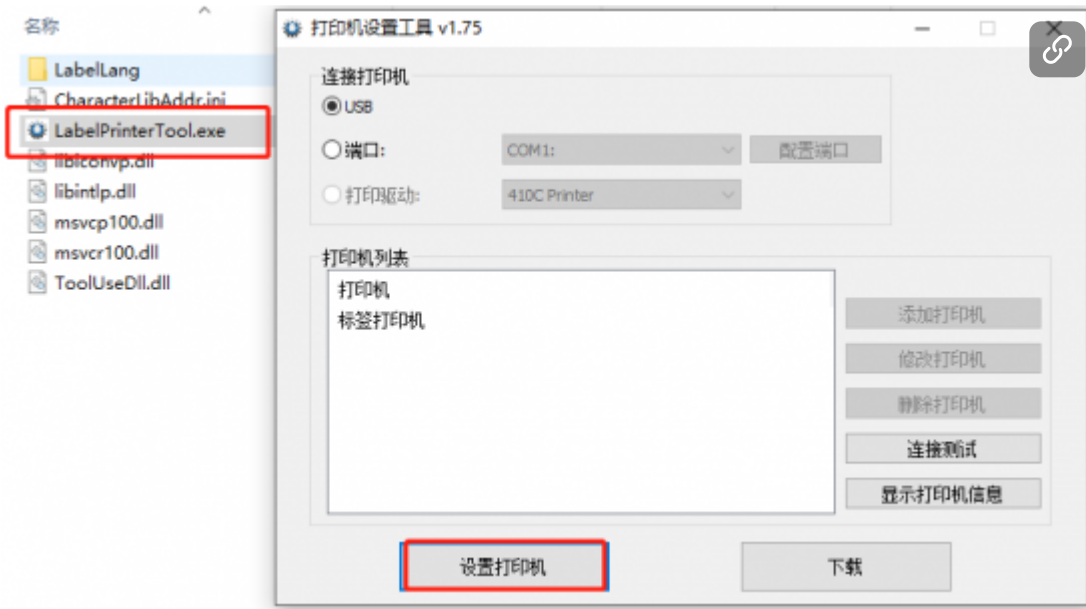 名称
LabelLang
CharacterLibAddr.ini
LabelPrinterTool.exe
libiconvp.dll
libintlp.dll
msvcp100.dll
msvcr100.dll
ToolUseDll.dll
打印机设置工具 v1.75
连接打印机
USB
端口:
COM1:
配置端口
打印驱动:
410C Printer
打印机列表
打印机
标签打印机
添加打印机
修改打印机
删除打印机
连接测试
显示打印机信息
设置打印机
下载